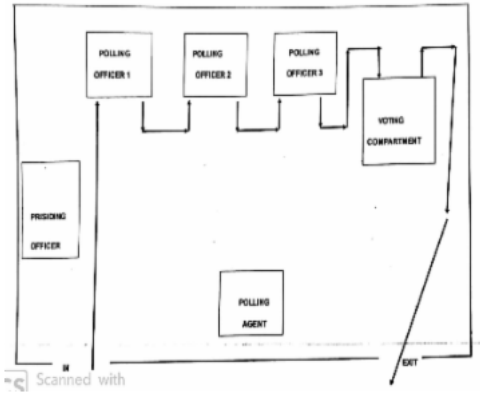 POLLING
OFFICER 1
POLLING
OFFICER 2
POLLING
OFFICER 3
VOTING
COMPARTMENT
PRISIDING
OFFICER
POLLING
AGENT
IN
EXIT
CS Scanned with